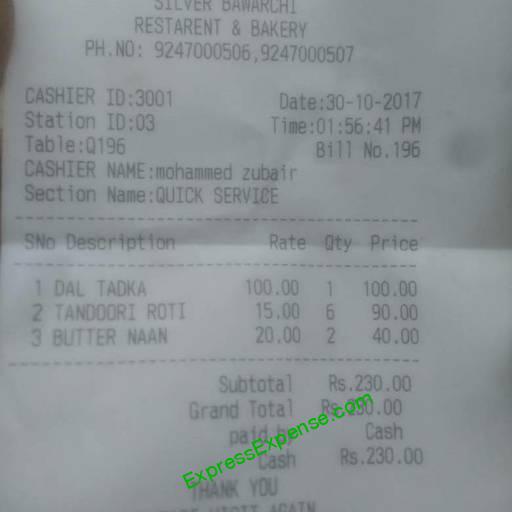 SILVER BAWARCHI
RESTARENT & BAKERY
PH.NO: 9247000506,9247000507
CASHIER ID:3001 Date:30-10-2017
Station ID:03 Time:01:56:41 PM
Table:Q196 Bill No.196
CASHIER NAME:mohammed zubair
Section Name:QUICK SERVICE
SNo Description Rate Qty Price
1 DAL TADKA 100.00 1 100.00
2 TANDOORI ROTI 15.00 6 90.00
3 BUTTER NAAN 20.00 2 40.00
Subtotal Rs.230.00
Grand Total Rs.230.00
paid by Cash
Cash Rs.230.00
ExpressExpense.com
THANK YOU
VISIT AGAIN